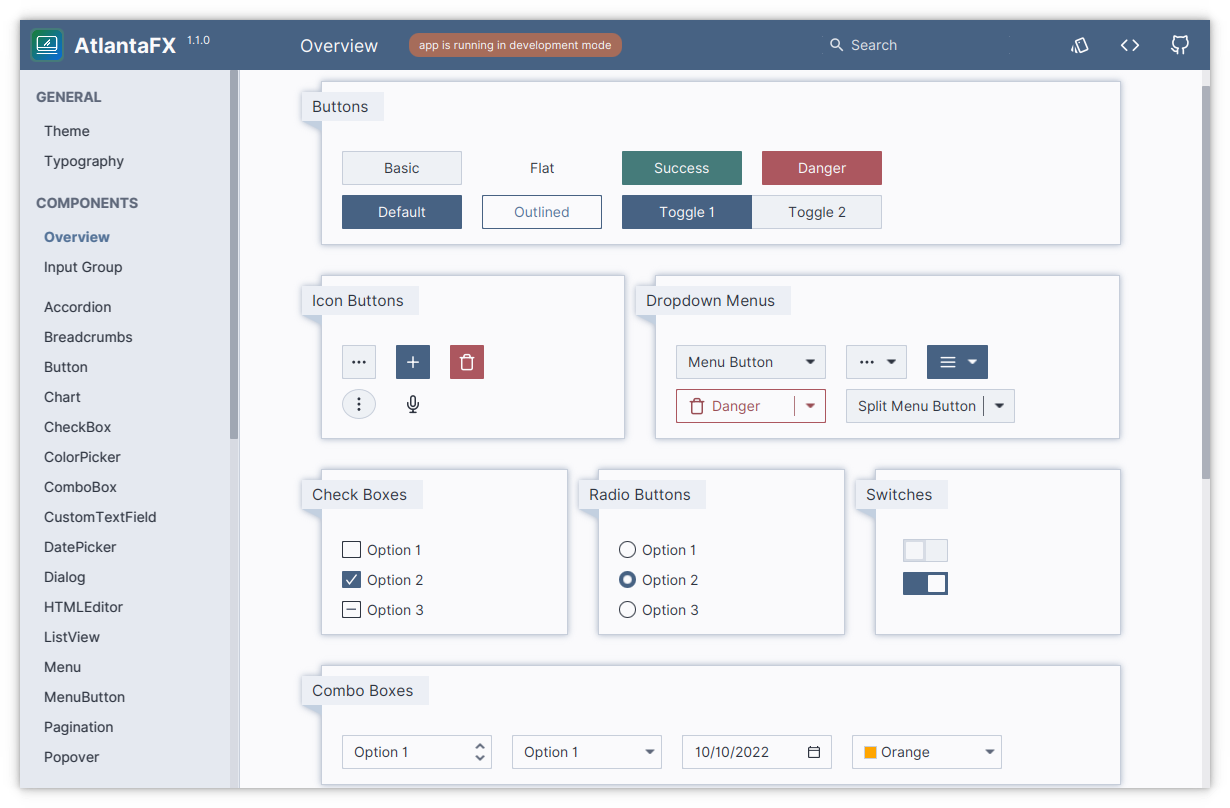 AtlantaFX 1.1.0
Overview
app is running in development mode
Search
GENERAL
Theme
Typography
COMPONENTS
Overview
Input Group
Accordion
Breadcrumbs
Button
Chart
CheckBox
ColorPicker
ComboBox
CustomTextField
DatePicker
Dialog
HTMLEditor
ListView
Menu
MenuButton
Pagination
Popover
Buttons
Basic
Flat
Success
Danger
Default
Outlined
Toggle 1
Toggle 2
Icon Buttons
Dropdown Menus
Menu Button
Danger
Split Menu Button
Check Boxes
Option 1
Option 2
Option 3
Radio Buttons
Option 1
Option 2
Option 3
Switches
Combo Boxes
Option 1
Option 1
10/10/2022
Orange